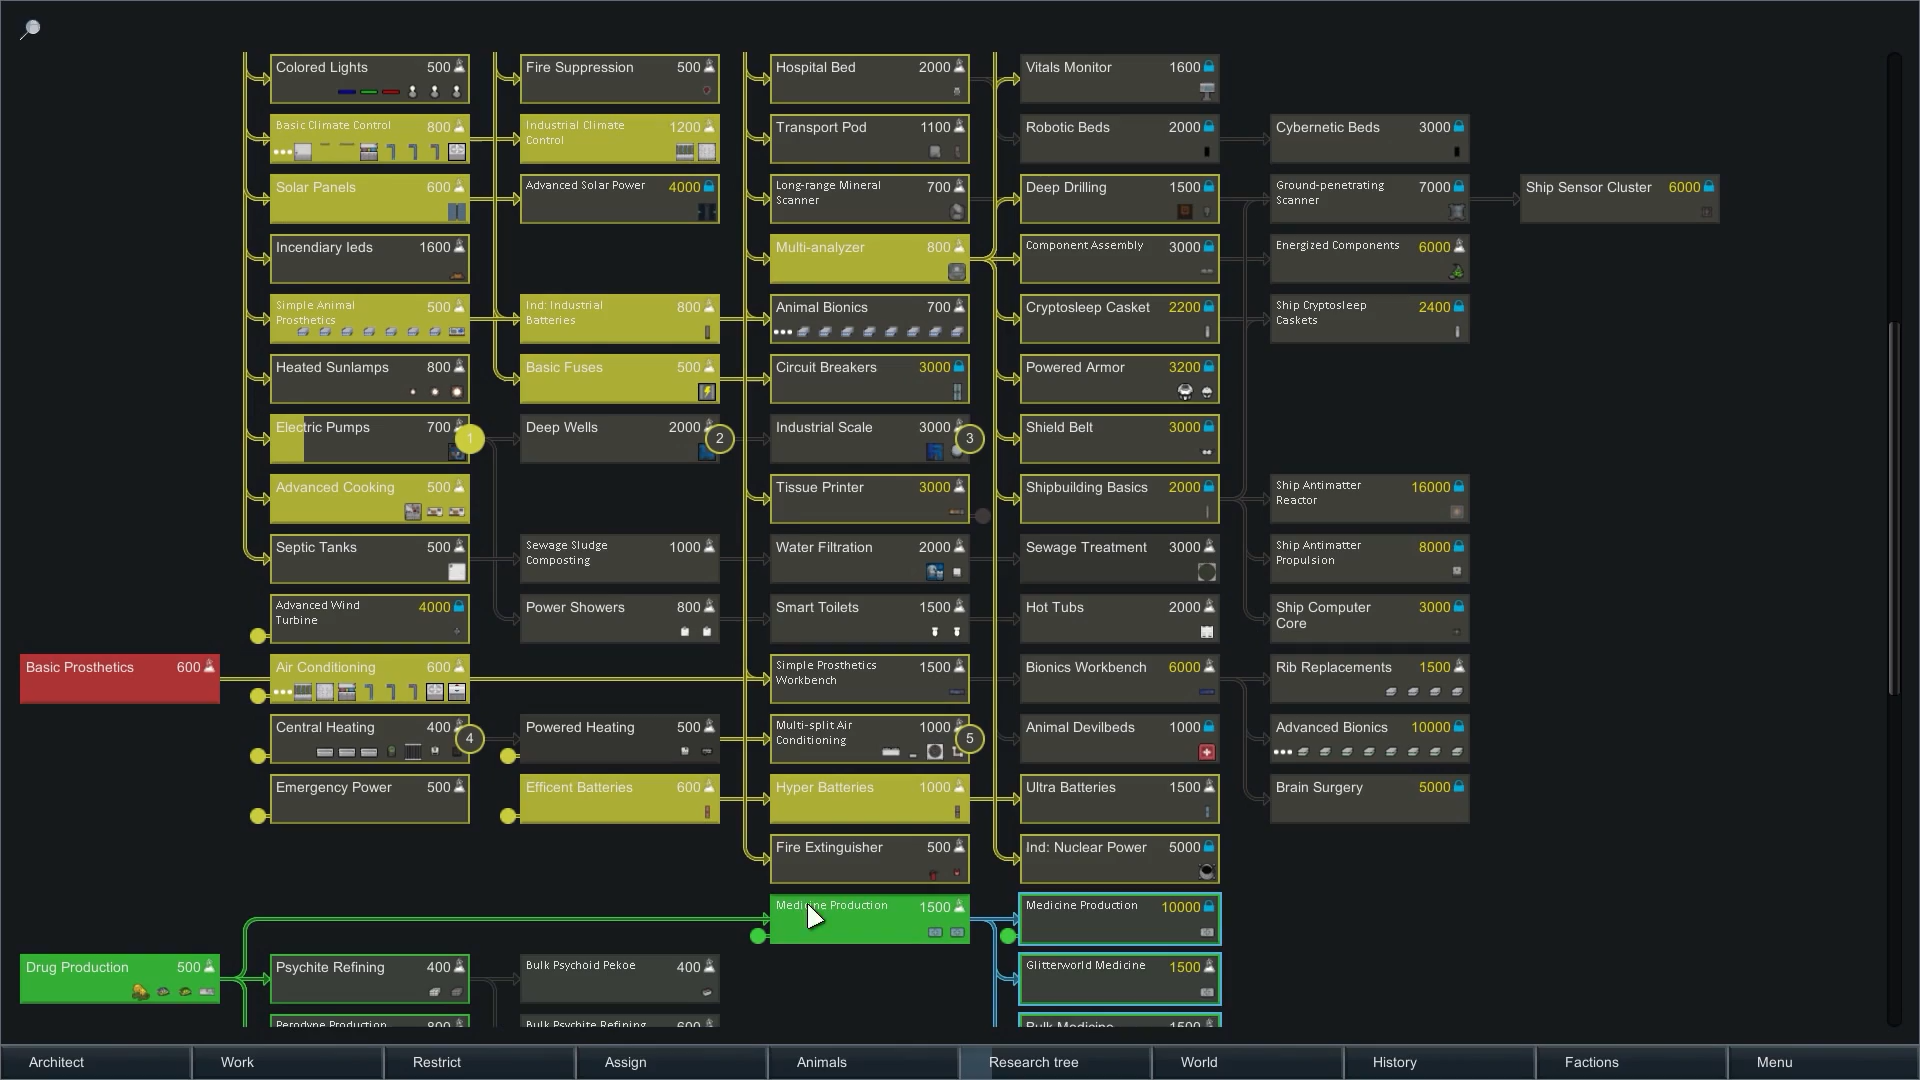 Colored Lights 500
Fire Suppression 500
Hospital Bed 2000
Vitals Monitor 1600
Basic Climate Control 800
Industrial Climate Control 1200
Transport Pod 1100
Robotic Beds 2000
Cybernetic Beds 3000
Solar Panels 600
Advanced Solar Power 4000
Long-range Mineral Scanner 700
Deep Drilling 1500
Ground-penetrating Scanner 7000
Ship Sensor Cluster 6000
Incendiary Ieds 1600
Multi-analyzer 800
Component Assembly 3000
Energized Components 6000
Simple Animal Prosthetics 500
Ind: Industrial Batteries 800
Animal Bionics 700
Cryptosleep Casket 2200
Ship Cryptosleep Caskets 2400
Heated Sunlamps 800
Basic Fuses 500
Circuit Breakers 3000
Powered Armor 3200
Electric Pumps 700 1
Deep Wells 2000 2
Industrial Scale 3000 3
Shield Belt 3000
Advanced Cooking 500
Tissue Printer 3000
Shipbuilding Basics 2000
Ship Antimatter Reactor 16000
Septic Tanks 500
Sewage Sludge Composting 1000
Water Filtration 2000
Sewage Treatment 3000
Ship Antimatter Propulsion 8000
Advanced Wind Turbine 4000
Power Showers 800
Smart Toilets 1500
Hot Tubs 2000
Ship Computer Core 3000
Basic Prosthetics 600
Air Conditioning 600
Simple Prosthetics Workbench 1500
Bionics Workbench 6000
Rib Replacements 1500
Central Heating 400 4
Powered Heating 500
Multi-split Air Conditioning 1000 5
Animal Devilbeds 1000
Advanced Bionics 10000
Emergency Power 500
Efficent Batteries 600
Hyper Batteries 1000
Ultra Batteries 1500
Brain Surgery 5000
Fire Extinguisher 500
Ind: Nuclear Power 5000
Medicine Production 1500
Medicine Production 10000
Drug Production 500
Psychite Refining 400
Bulk Psychoid Pekoe 400
Glitterworld Medicine 1500
Bulk Psychite Refining 600
Bulk Medicine 1500
Architect
Work
Restrict
Assign
Animals
Research tree
World
History
Factions
Menu